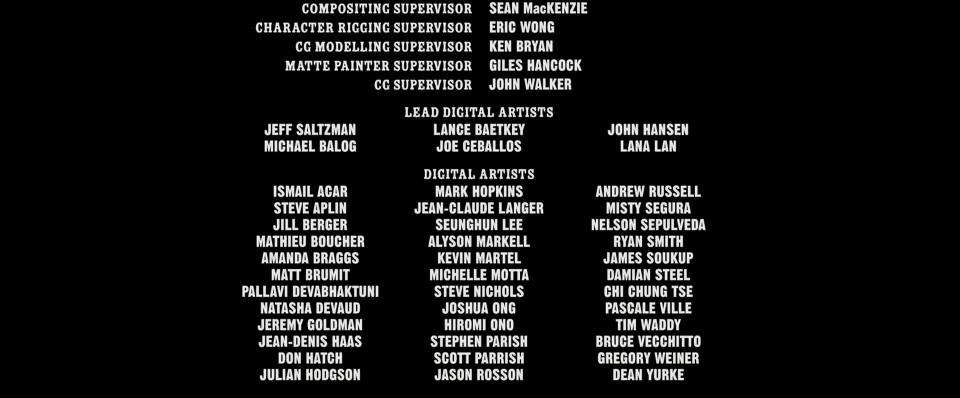 COMPOSITING SUPERVISOR SEAN MacKENZIE
CHARACTER RIGGING SUPERVISOR ERIC WONG
CG MODELLING SUPERVISOR KEN BRYAN
MATTE PAINTER SUPERVISOR GILES HANCOCK
CG SUPERVISOR JOHN WALKER
LEAD DIGITAL ARTISTS
JEFF SALTZMAN LANCE BAETKEY JOHN HANSEN
MICHAEL BALOG JOE CEBALLOS LANA LAN
DIGITAL ARTISTS
ISMAIL ACAR MARK HOPKINS ANDREW RUSSELL
STEVE APLIN JEAN-CLAUDE LANGER MISTY SEGURA
JILL BERGER SEUNGHUN LEE NELSON SEPULVEDA
MATHIEU BOUCHER ALYSON MARKELL RYAN SMITH
AMANDA BRAGGS KEVIN MARTEL JAMES SOUKUP
MATT BRUMIT MICHELLE MOTTA DAMIAN STEEL
PALLAVI DEVABHAKTUNI STEVE NICHOLS CHI CHUNG TSE
NATASHA DEVAUD JOSHUA ONG PASCALE VILLE
JEREMY GOLDMAN HIROMI ONO TIM WADDY
JEAN-DENIS HAAS STEPHEN PARISH BRUCE VECCHITTO
DON HATCH SCOTT PARRISH GREGORY WEINER
JULIAN HODGSON JASON ROSSON DEAN YURKE